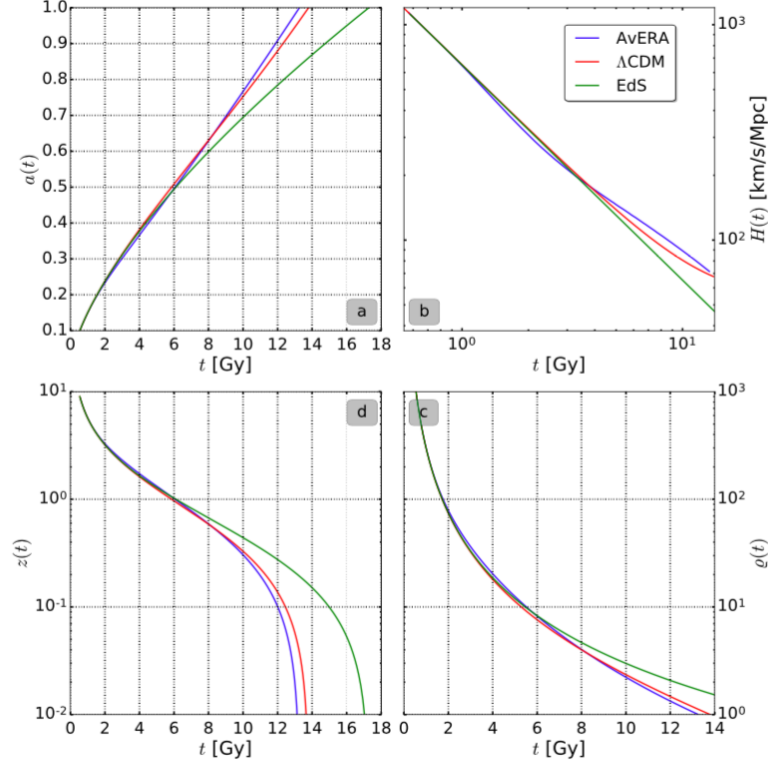 1.0
0.9
0.8
0.7
0.6
0.5
0.4
0.3
0.2
0.1
a(t)
0 2 4 6 8 10 12 14 16 18
t [Gy]
a
10³
10²
H(t) [km/s/Mpc]
AvERA
ΛCDM
EdS
10⁰ 10¹
t [Gy]
b
10¹
10⁰
10⁻¹
10⁻²
z(t)
0 2 4 6 8 10 12 14 16 18
t [Gy]
d
c
10³
10²
10¹
10⁰
ϱ(t)
0 2 4 6 8 10 12 14
t [Gy]